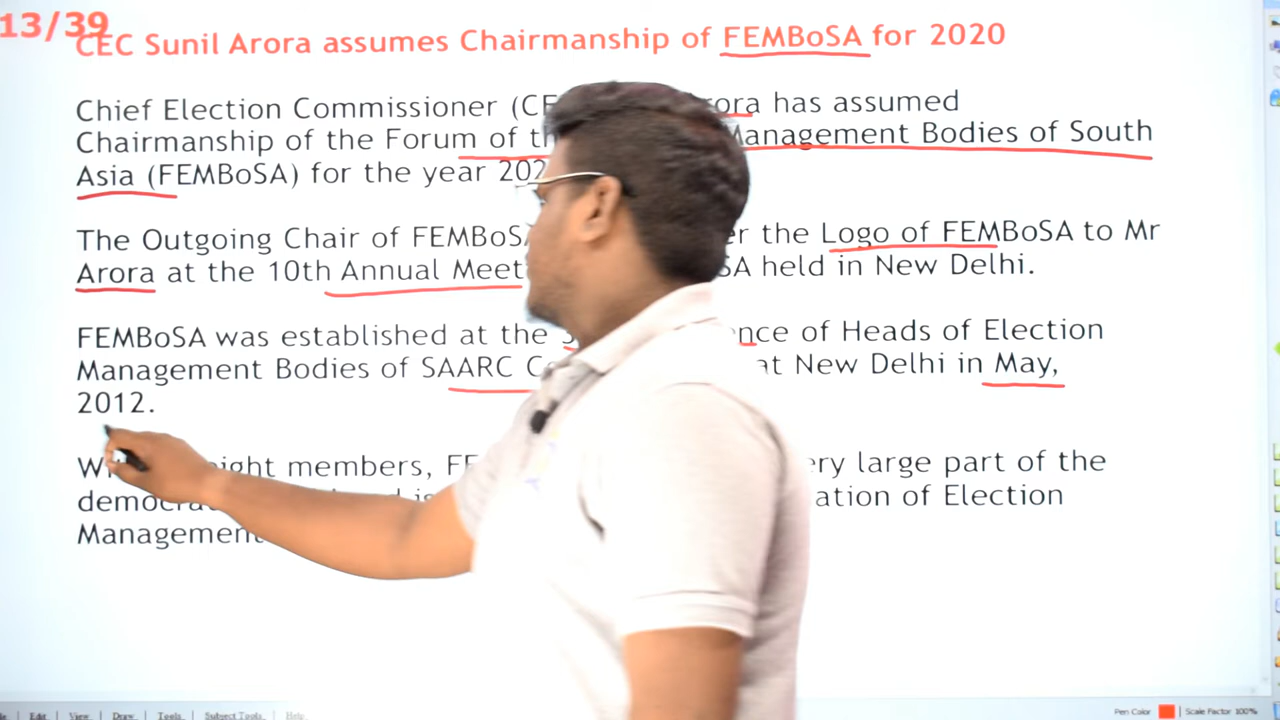 13/39
CEC Sunil Arora assumes Chairmanship of FEMBoSA for 2020
Chief Election Commissioner (CE rora has assumed
Chairmanship of the Forum of th Management Bodies of South
Asia (FEMBoSA) for the year 202
The Outgoing Chair of FEMBoS r the Logo of FEMBoSA to Mr
Arora at the 10th Annual Meet SA held in New Delhi.
FEMBoSA was established at the nce of Heads of Election
Management Bodies of SAARC C at New Delhi in May,
2012.
W ight members, FE ery large part of the
democra is ation of Election
Managemen
Edit View Draw Tools Subject Tools Help
Pen Color Scale Factor 100%